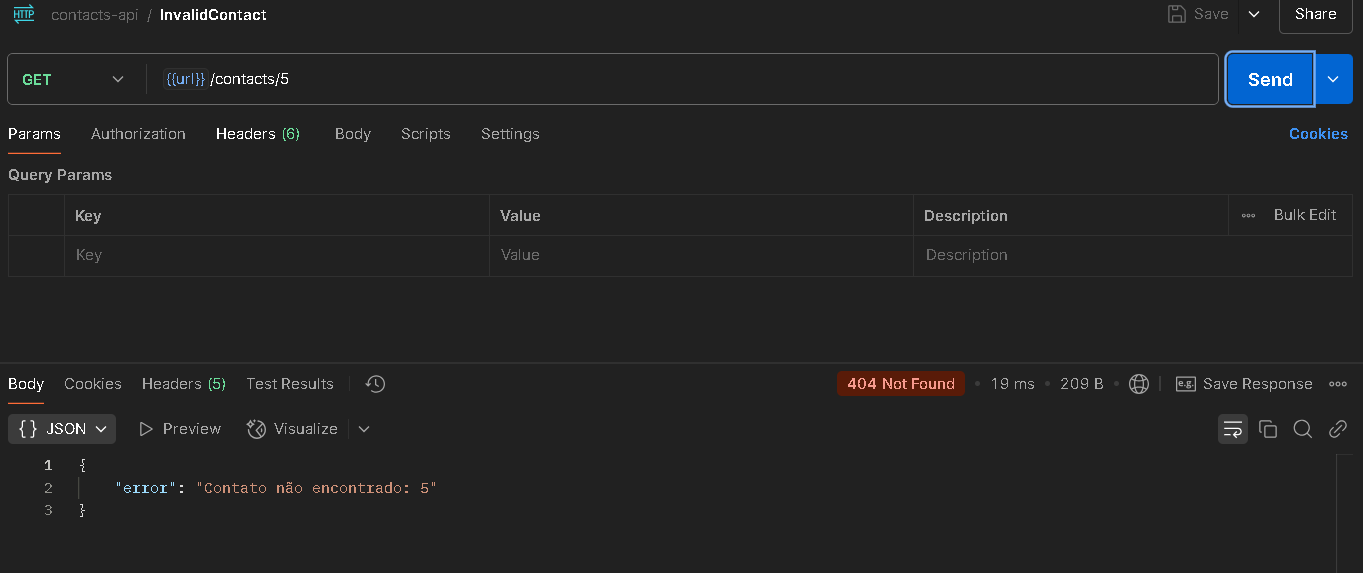 HTTP contacts-api / InvalidContact Save Share
GET {{url}}/contacts/5 Send
Params Authorization Headers (6) Body Scripts Settings Cookies
Query Params
Key Value Description Bulk Edit
Key Value Description
Body Cookies Headers (5) Test Results 404 Not Found • 19 ms • 209 B • e.g. Save Response
{} JSON Preview Visualize
1 {
2 "error": "Contato não encontrado: 5"
3 }